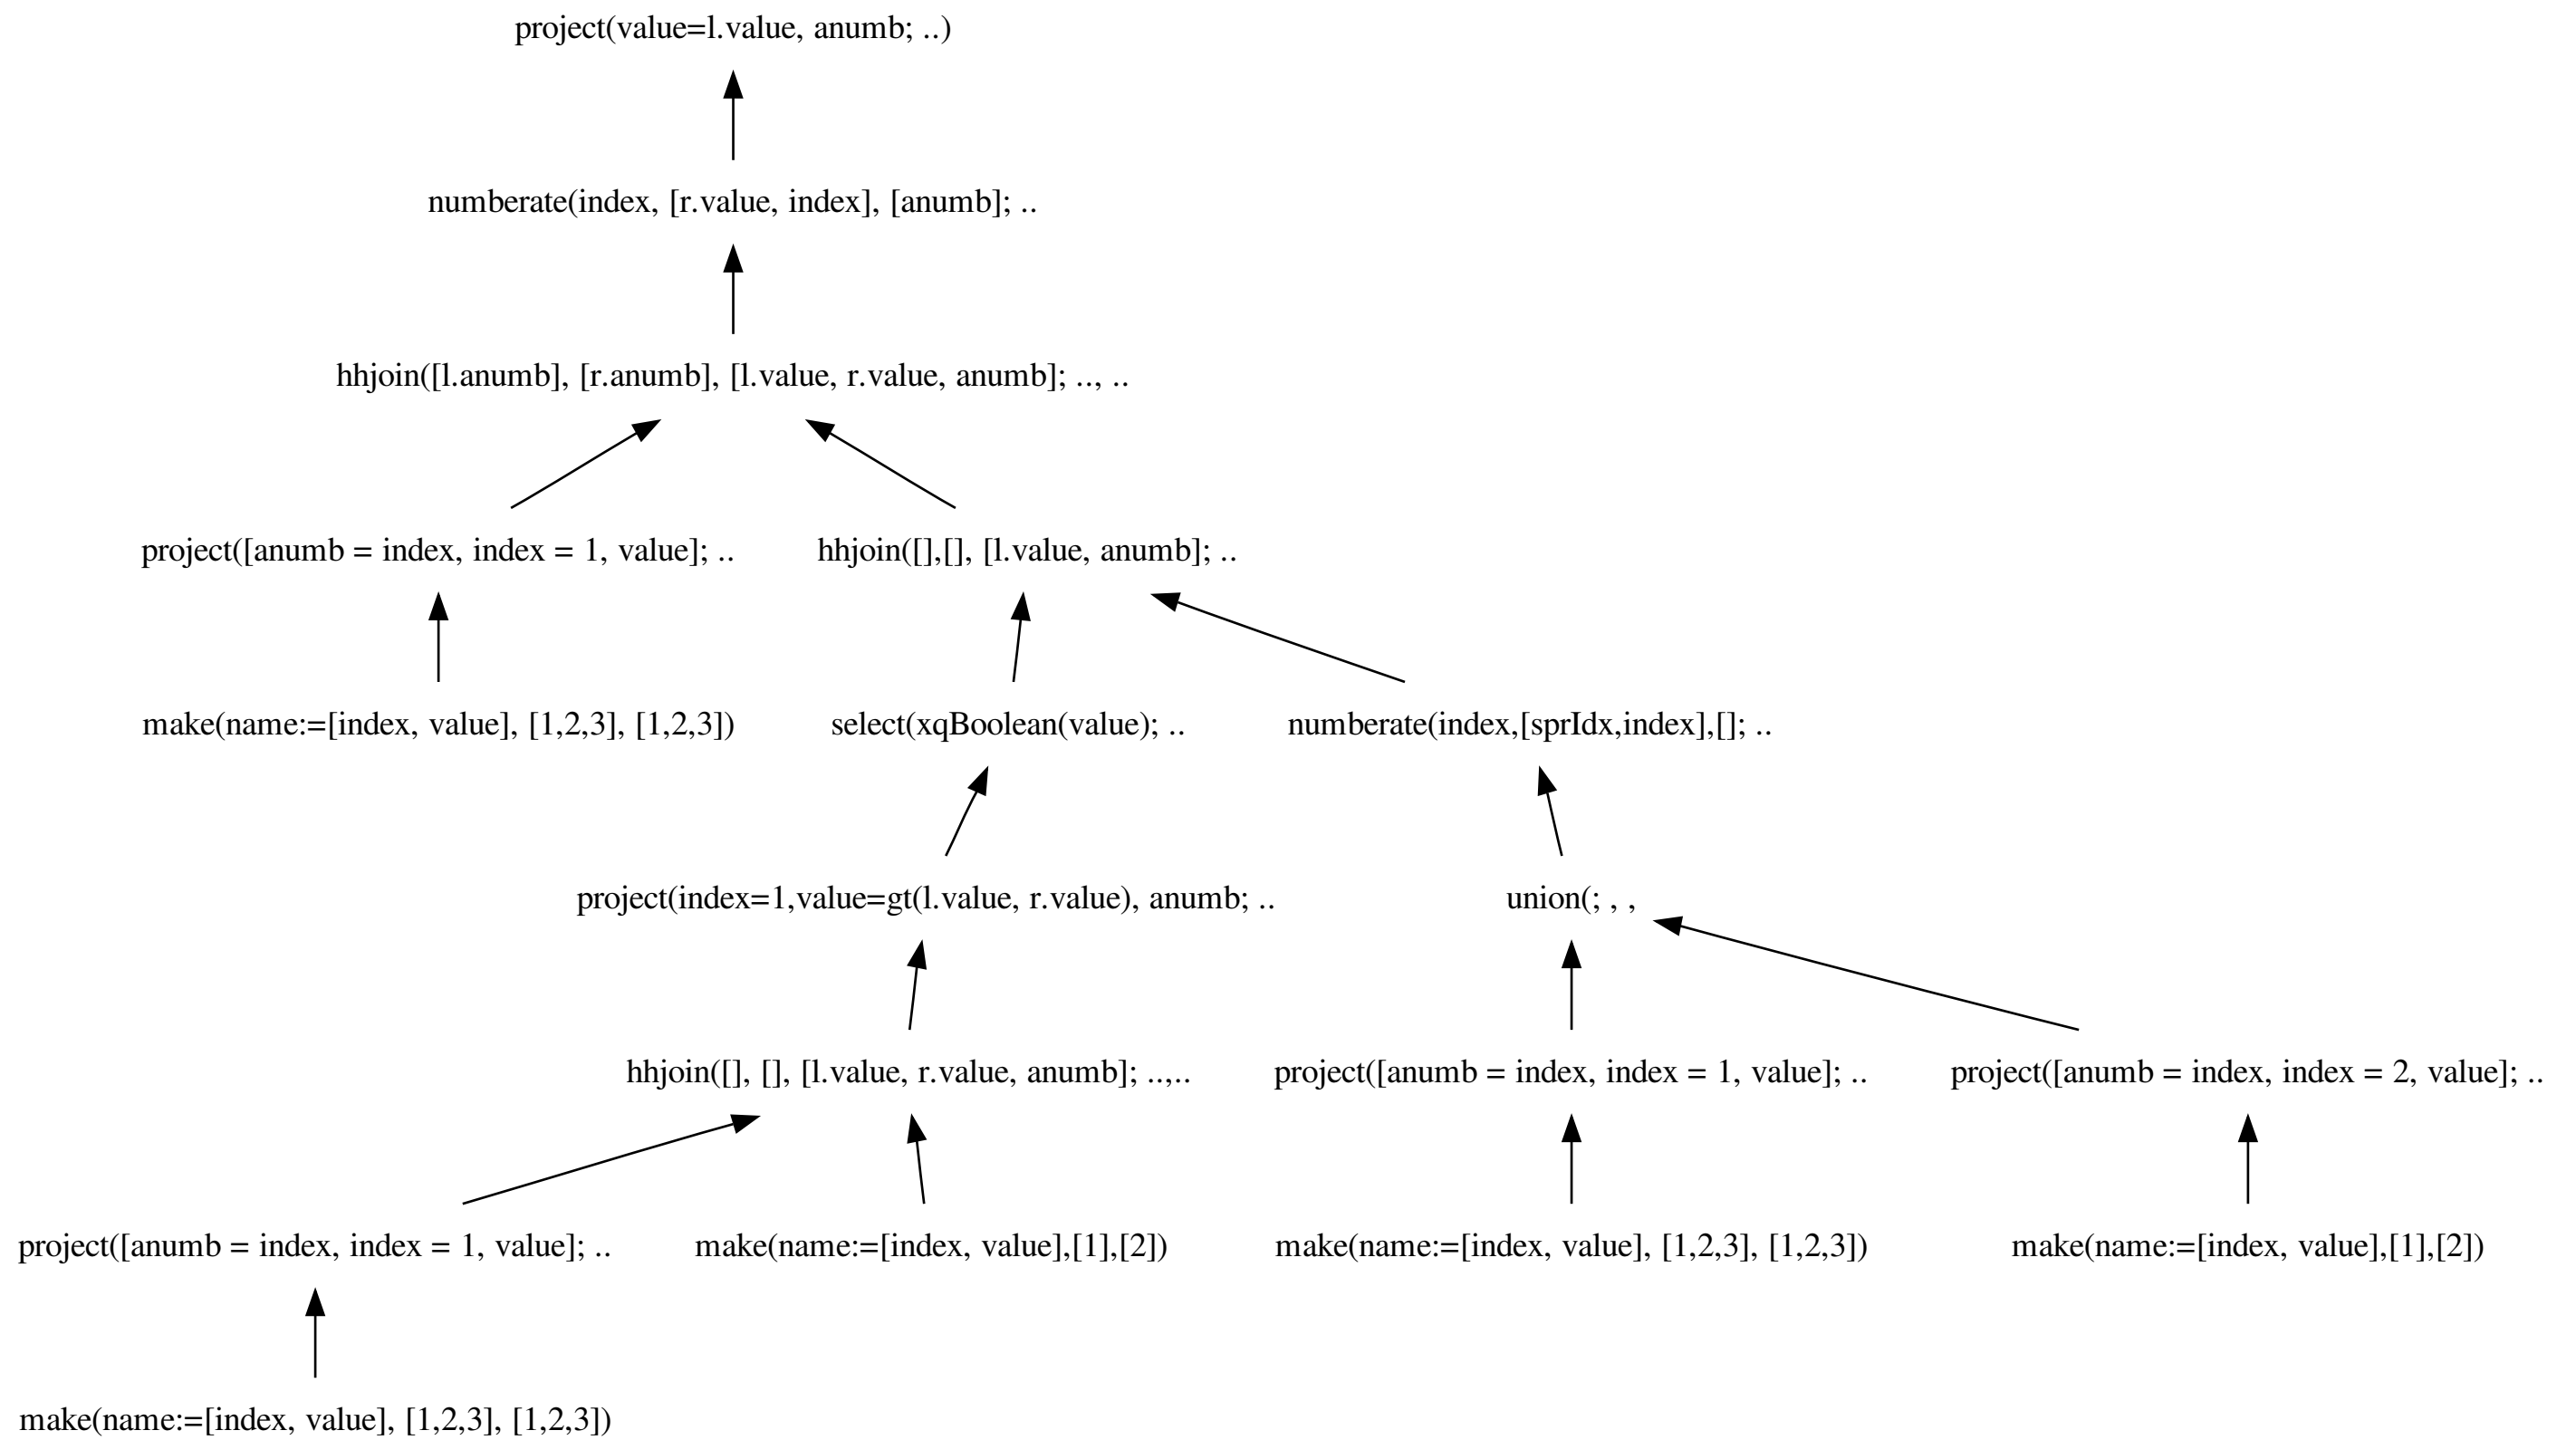 project(value=l.value, anumb; ..)
numberate(index, [r.value, index], [anumb]; ..
hhjoin([l.anumb], [r.anumb], [l.value, r.value, anumb]; .., ..
project([anumb = index, index = 1, value]; ..
hhjoin([],[], [l.value, anumb]; ..
make(name:=[index, value], [1,2,3], [1,2,3])
select(xqBoolean(value); ..
numberate(index,[sprIdx,index],[]; ..
project(index=1,value=gt(l.value, r.value), anumb; ..
union(; , ,
hhjoin([], [], [l.value, r.value, anumb]; ..,..
project([anumb = index, index = 1, value]; ..
project([anumb = index, index = 2, value]; ..
project([anumb = index, index = 1, value]; ..
make(name:=[index, value],[1],[2])
make(name:=[index, value], [1,2,3], [1,2,3])
make(name:=[index, value],[1],[2])
make(name:=[index, value], [1,2,3], [1,2,3])